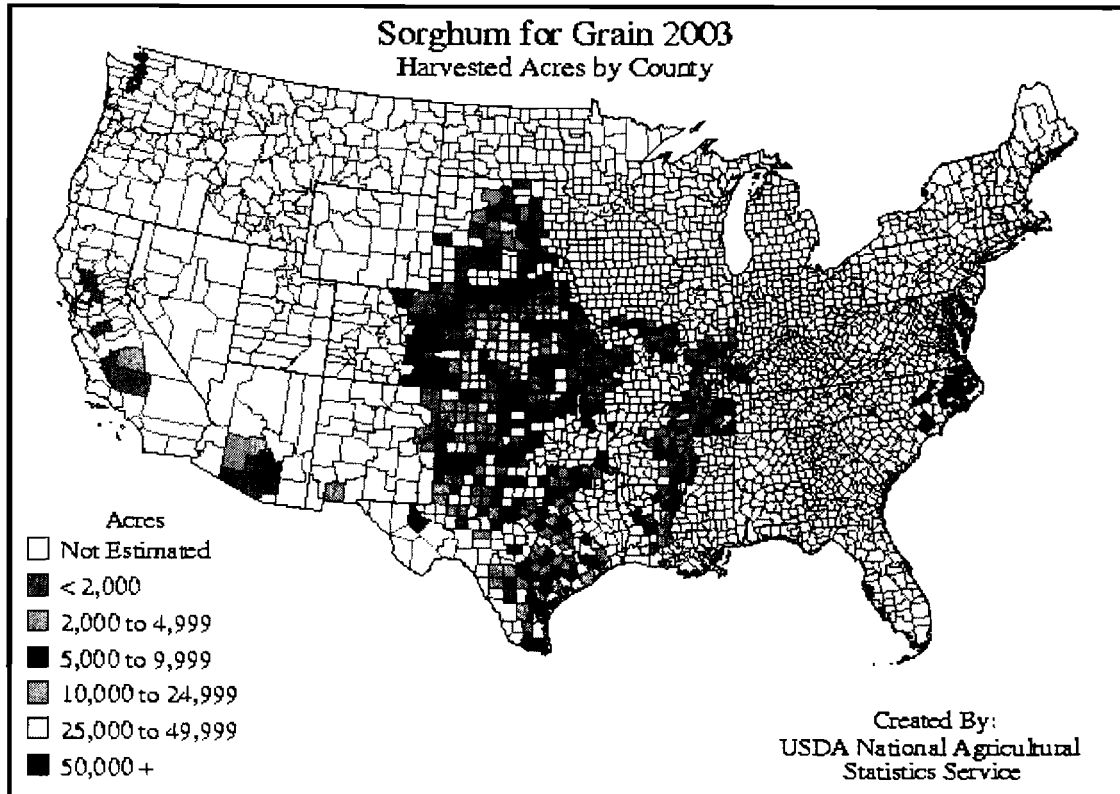 Sorghum for Grain 2003
Harvested Acres by County
Acres
Not Estimated
< 2,000
2,000 to 4,999
5,000 to 9,999
10,000 to 24,999
25,000 to 49,999
50,000 +
Created By:
USDA National Agricultural
Statistics Service